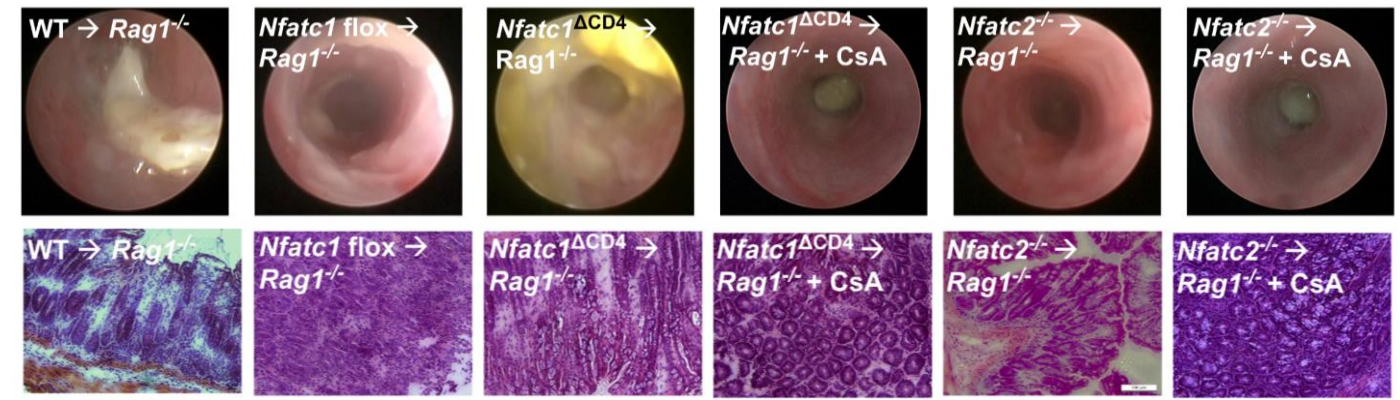 WT → Rag1⁻/⁻
Nfatc1 flox →
Rag1⁻/⁻
Nfatc1ΔCD4 →
Rag1⁻/⁻
Nfatc1ΔCD4 →
Rag1⁻/⁻ + CsA
Nfatc2⁻/⁻ →
Rag1⁻/⁻
Nfatc2⁻/⁻ →
Rag1⁻/⁻ + CsA
WT → Rag1⁻/⁻
Nfatc1 flox →
Rag1⁻/⁻
Nfatc1ΔCD4 →
Rag1⁻/⁻
Nfatc1ΔCD4 →
Rag1⁻/⁻ + CsA
Nfatc2⁻/⁻ →
Rag1⁻/⁻
Nfatc2⁻/⁻ →
Rag1⁻/⁻ + CsA